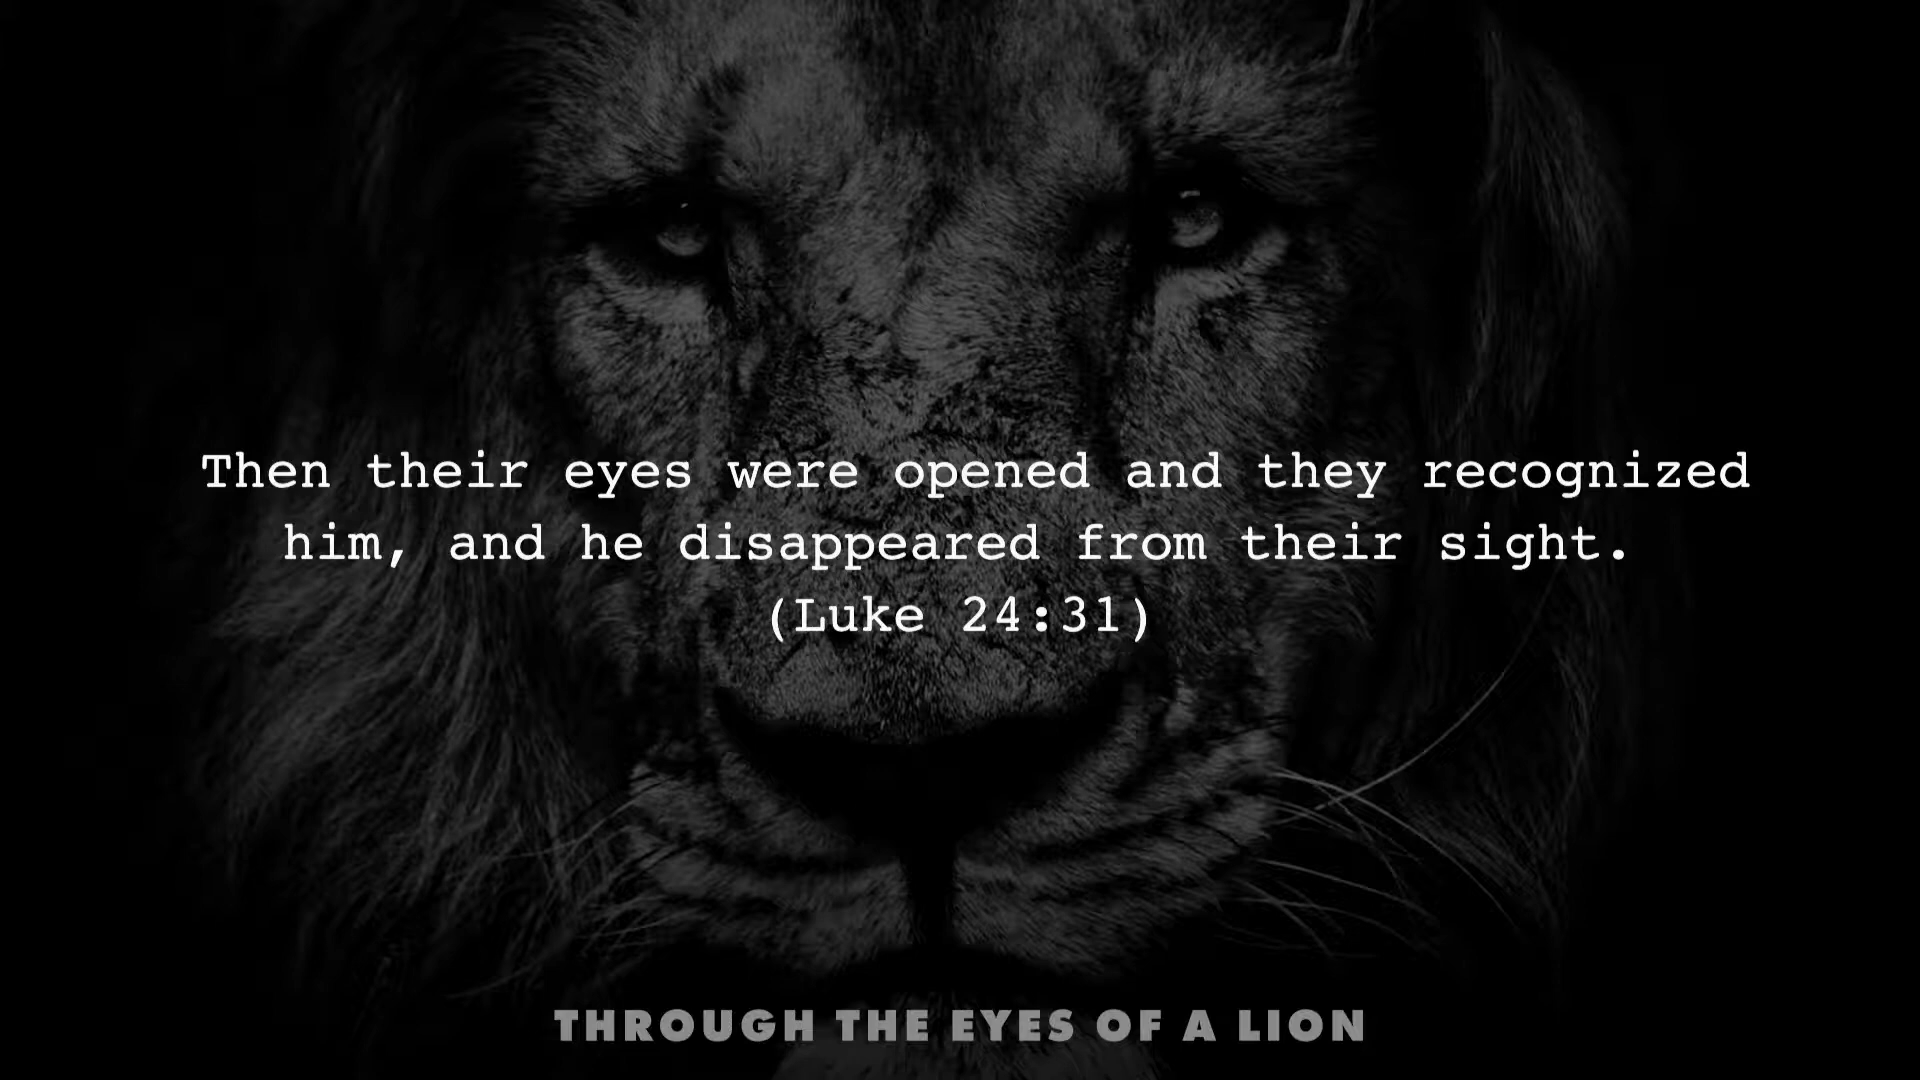 Then their eyes were opened and they recognized
him, and he disappeared from their sight.
(Luke 24:31)
THROUGH THE EYES OF A LION